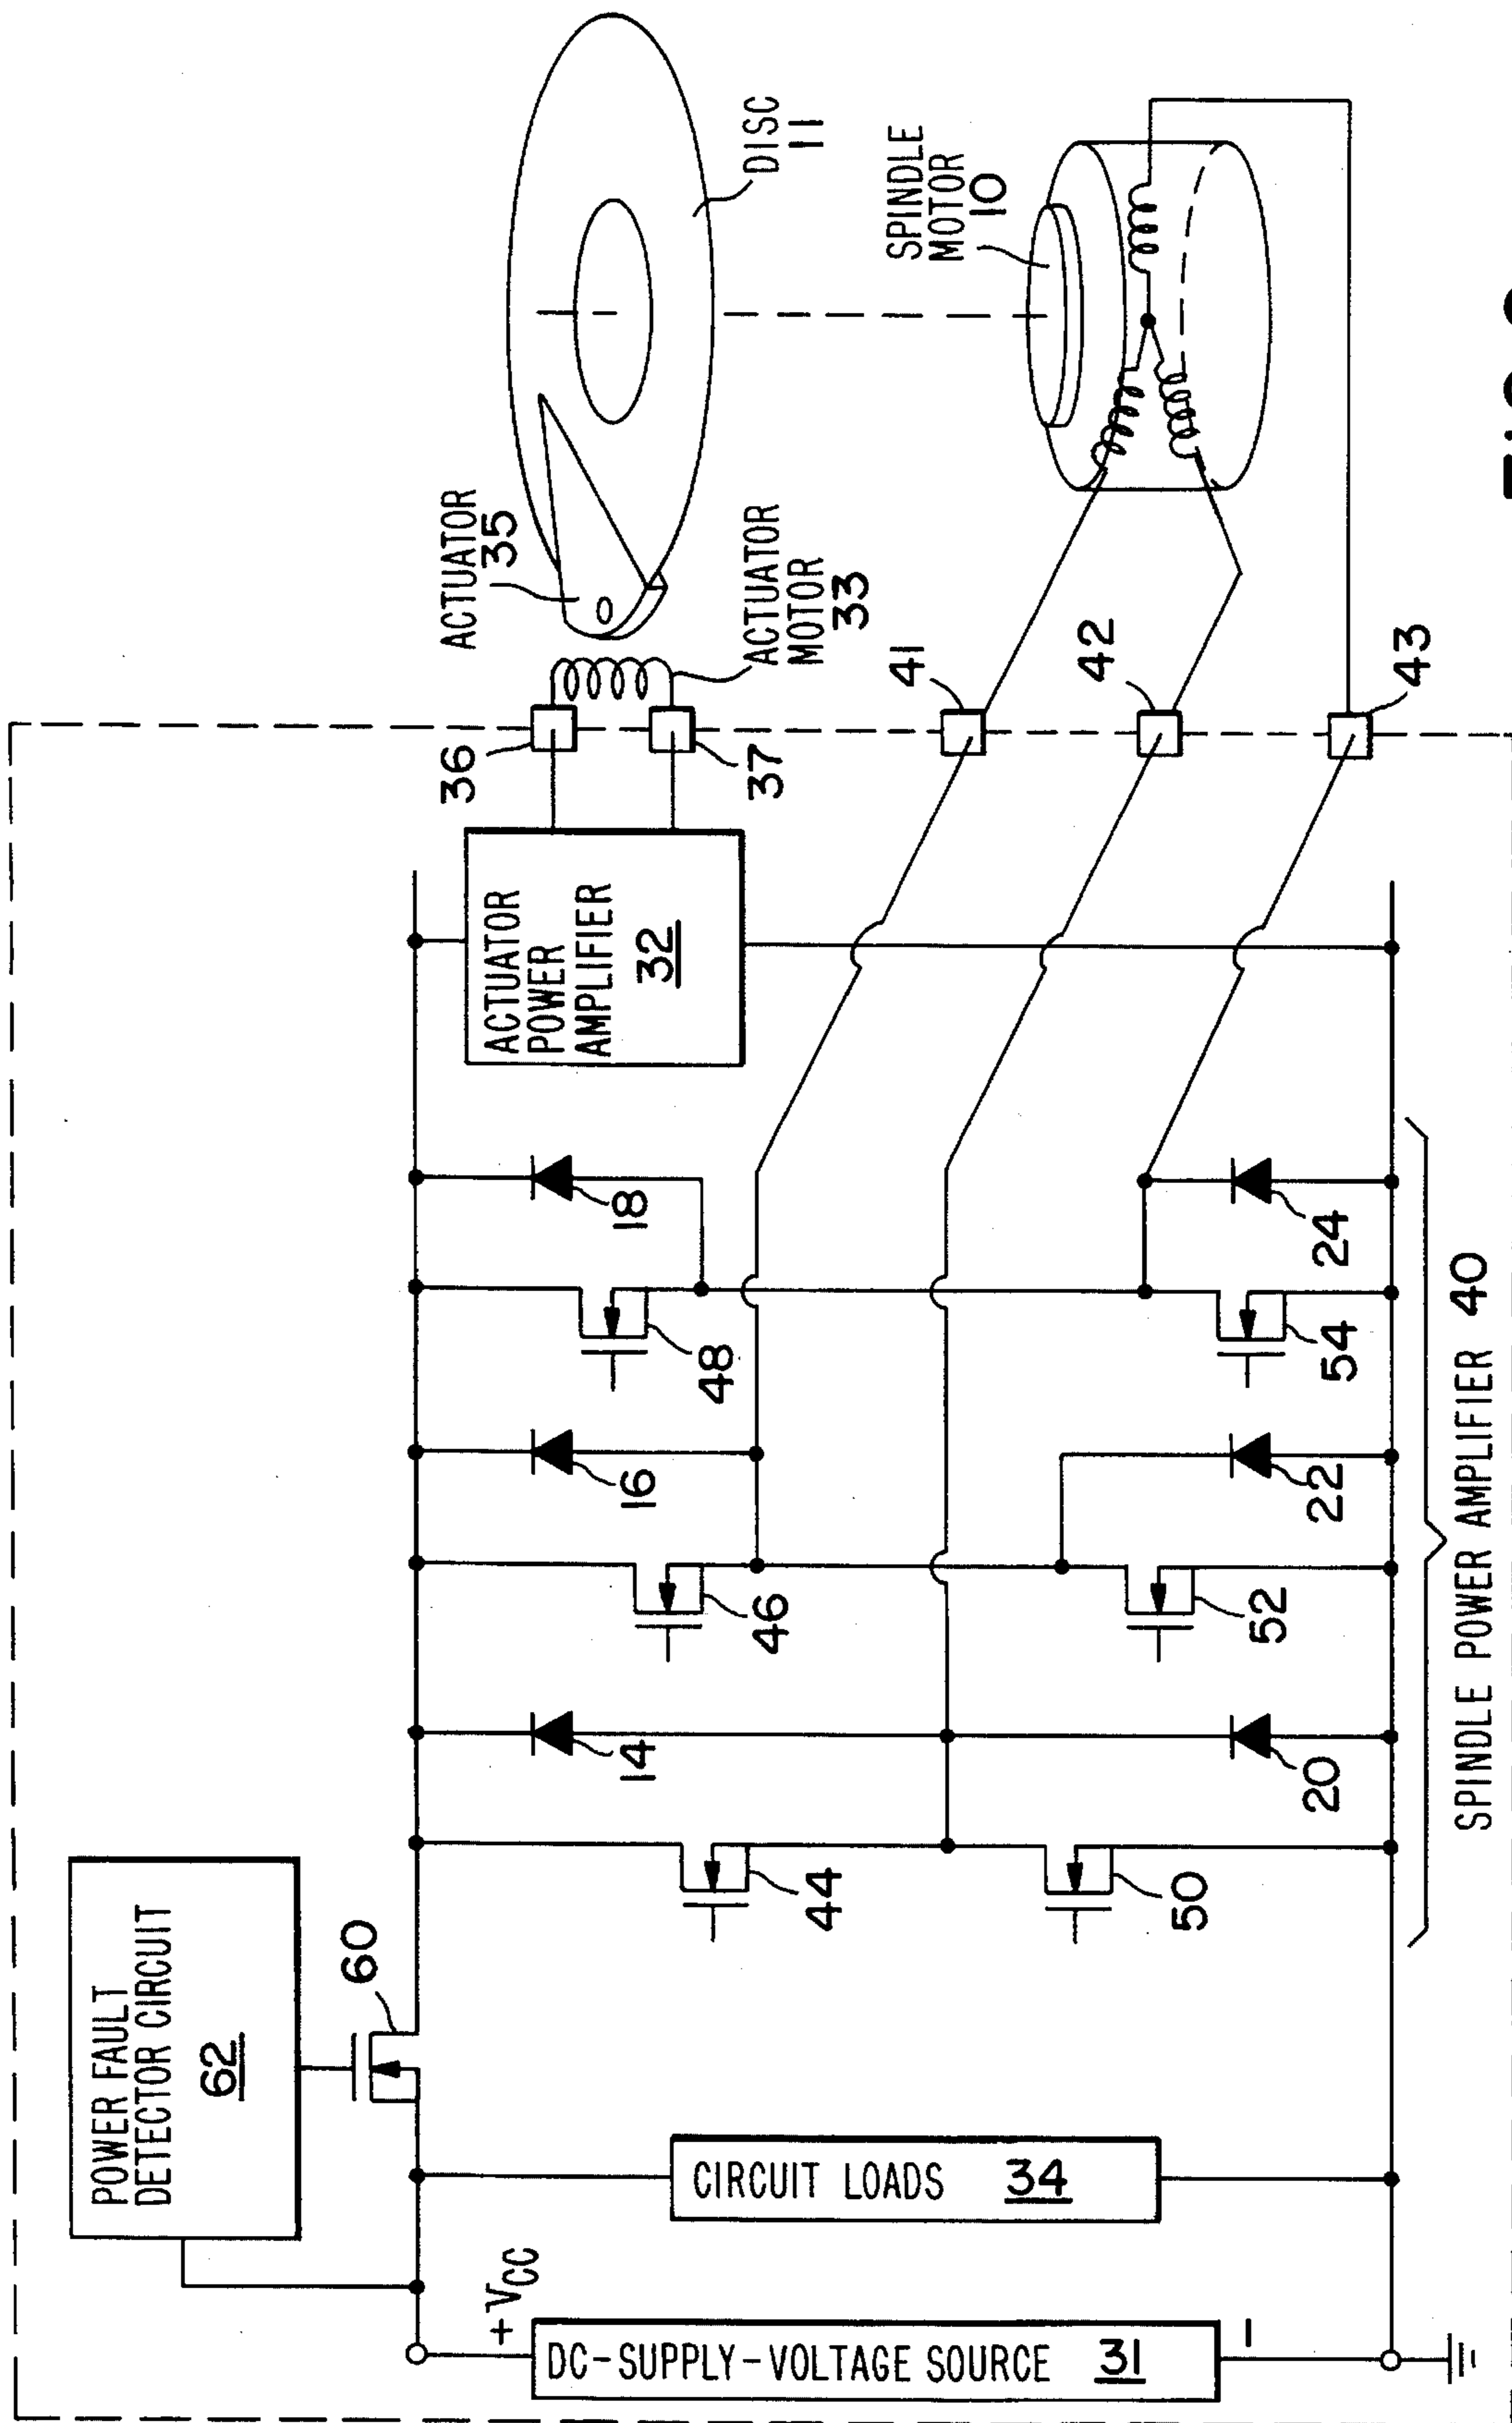 POWER FAULT
DETECTOR CIRCUIT
62
60
+VCC
DC-SUPPLY-VOLTAGE SOURCE 31
CIRCUIT LOADS 34
44
50
14
20
46
52
16
22
48
54
18
24
SPINDLE POWER AMPLIFIER 40
ACTUATOR
POWER
AMPLIFIER
32
36
37
41
42
43
ACTUATOR
35
ACTUATOR
MOTOR
33
DISC
11
SPINDLE
MOTOR
10